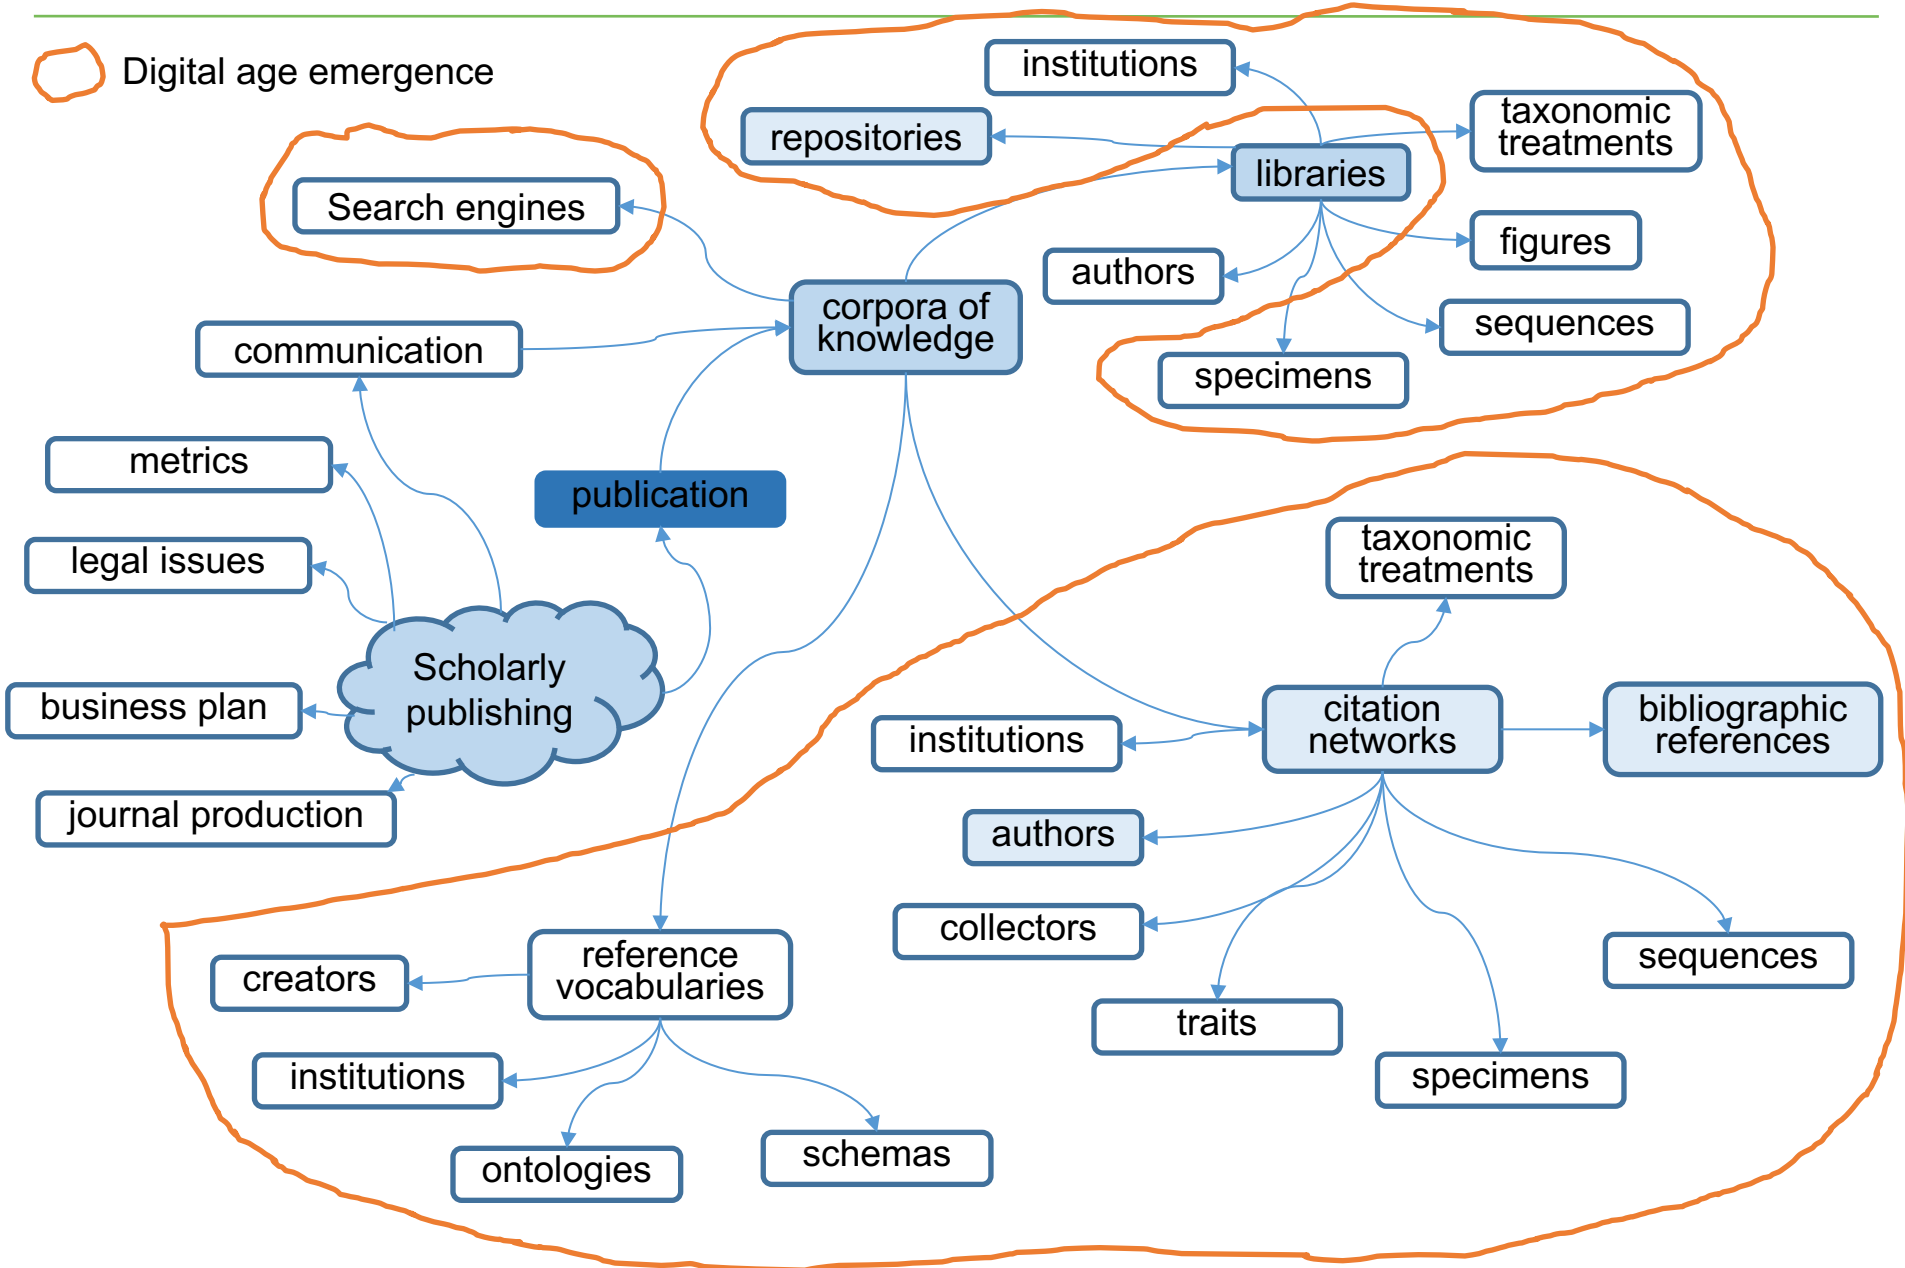 Digital age emergence
institutions
repositories
taxonomic
treatments
libraries
Search engines
figures
authors
corpora of
knowledge
sequences
communication
specimens
metrics
publication
legal issues
taxonomic
treatments
Scholarly
publishing
business plan
citation
networks
bibliographic
references
institutions
journal production
authors
collectors
sequences
reference
vocabularies
creators
traits
institutions
specimens
ontologies
schemas